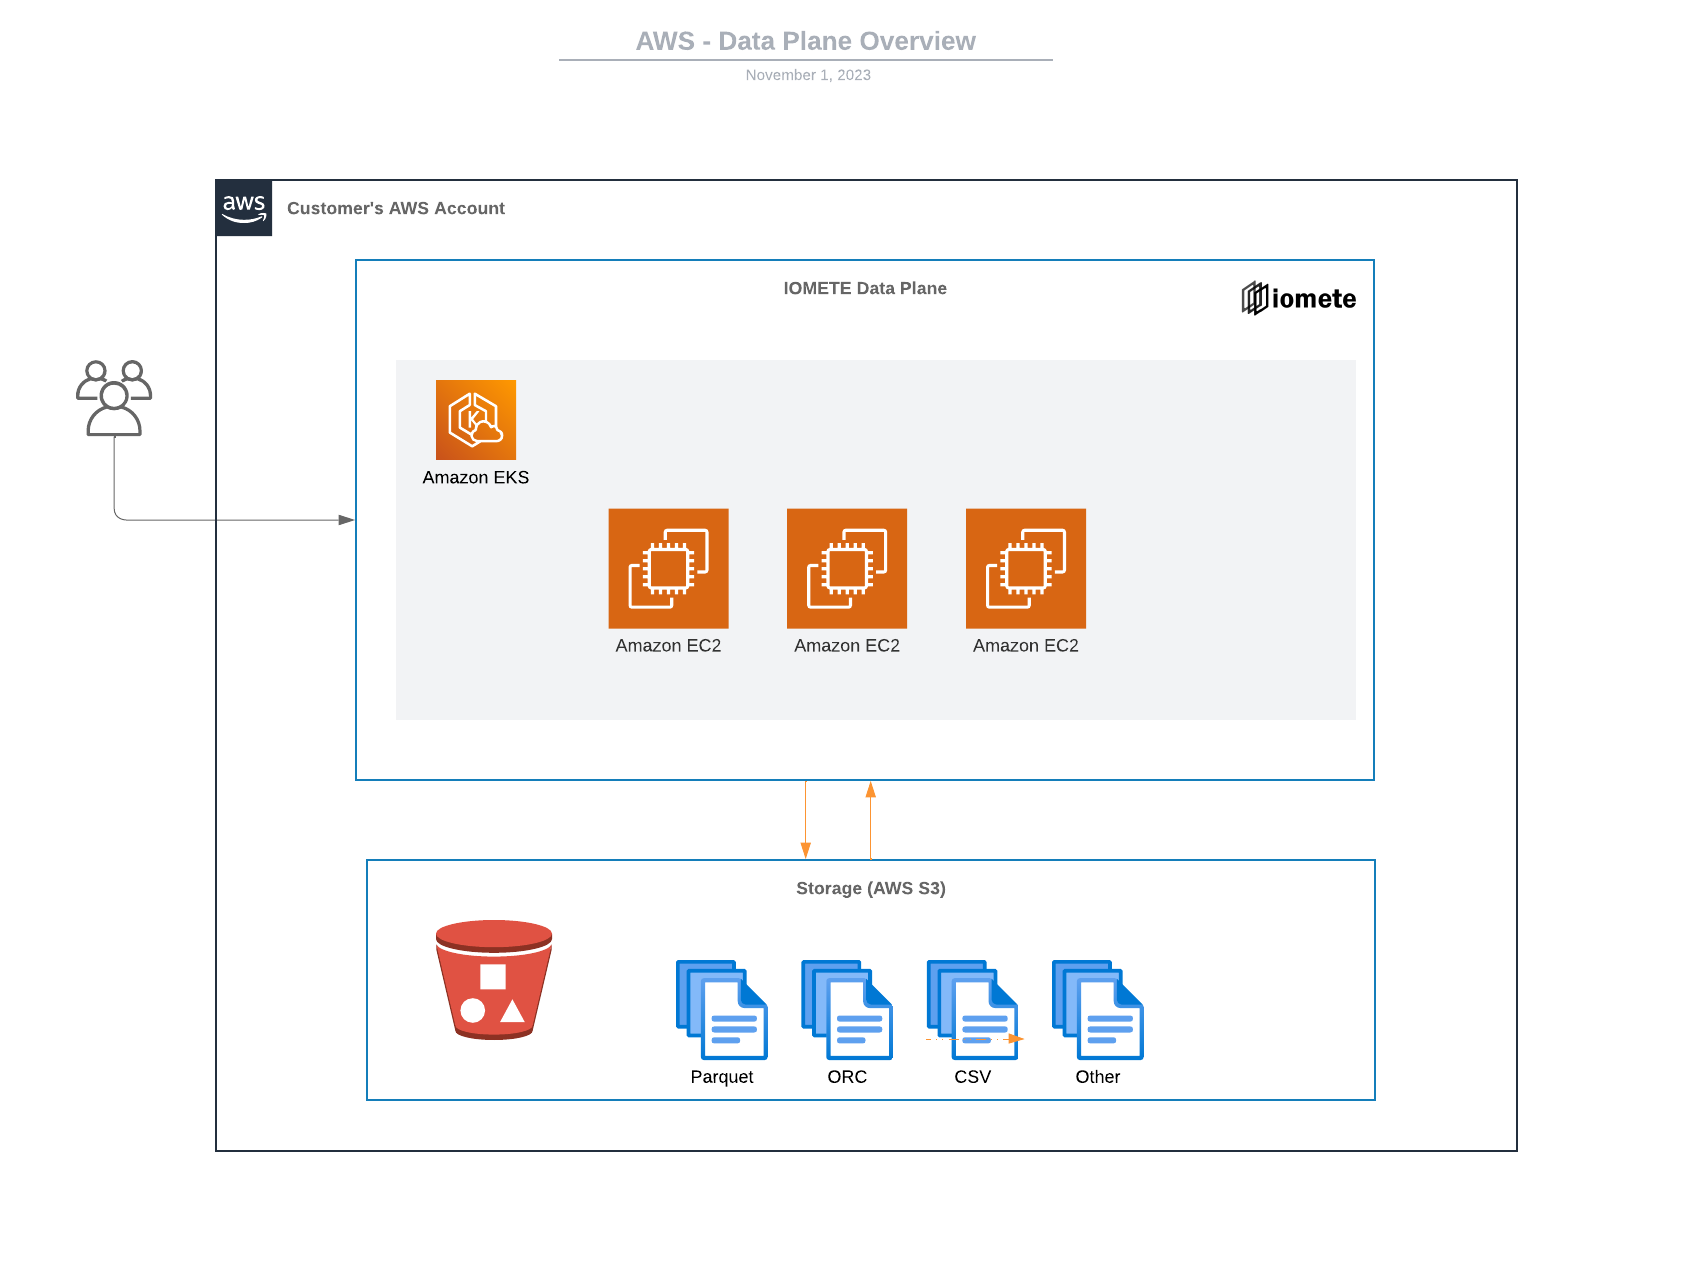 AWS - Data Plane Overview
November 1, 2023
aws
Customer's AWS Account
IOMETE Data Plane
iomete
K
Amazon EKS
Amazon EC2
Amazon EC2
Amazon EC2
Storage (AWS S3)
Parquet
ORC
CSV
Other